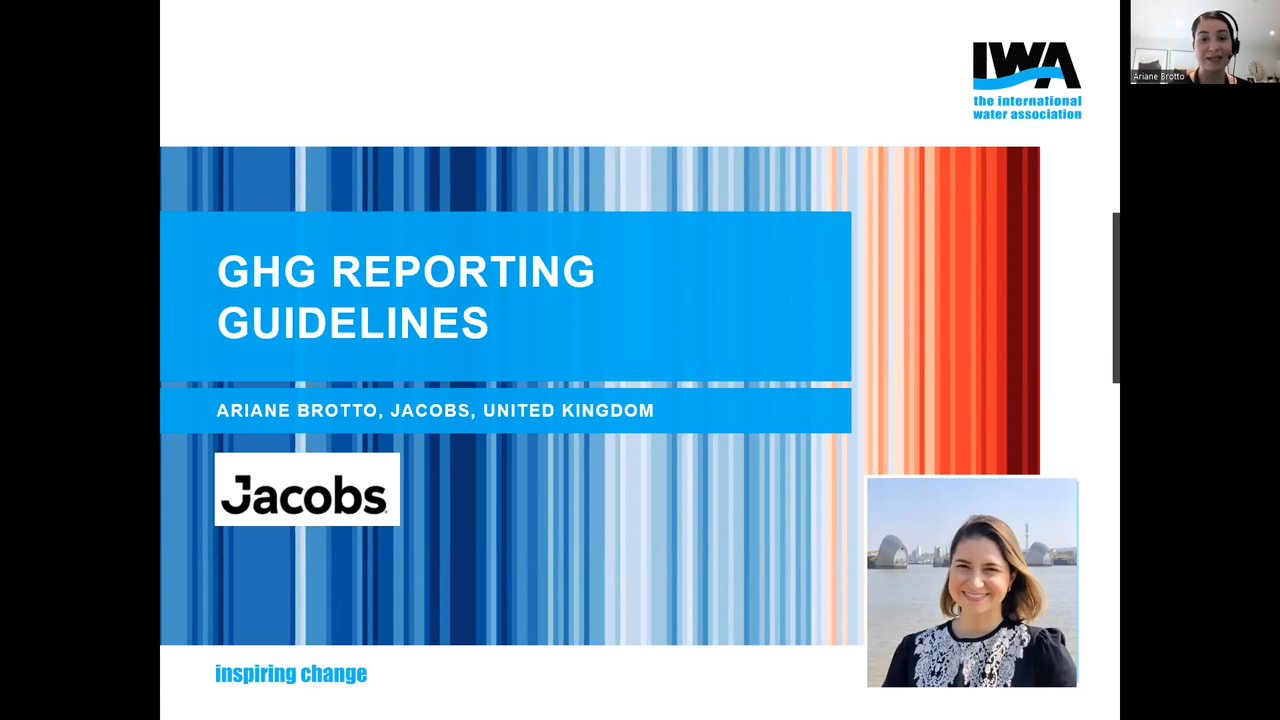 IWA
the international
water association
Ariane Brotto
GHG REPORTING
GUIDELINES
ARIANE BROTTO, JACOBS, UNITED KINGDOM
Jacobs
inspiring change